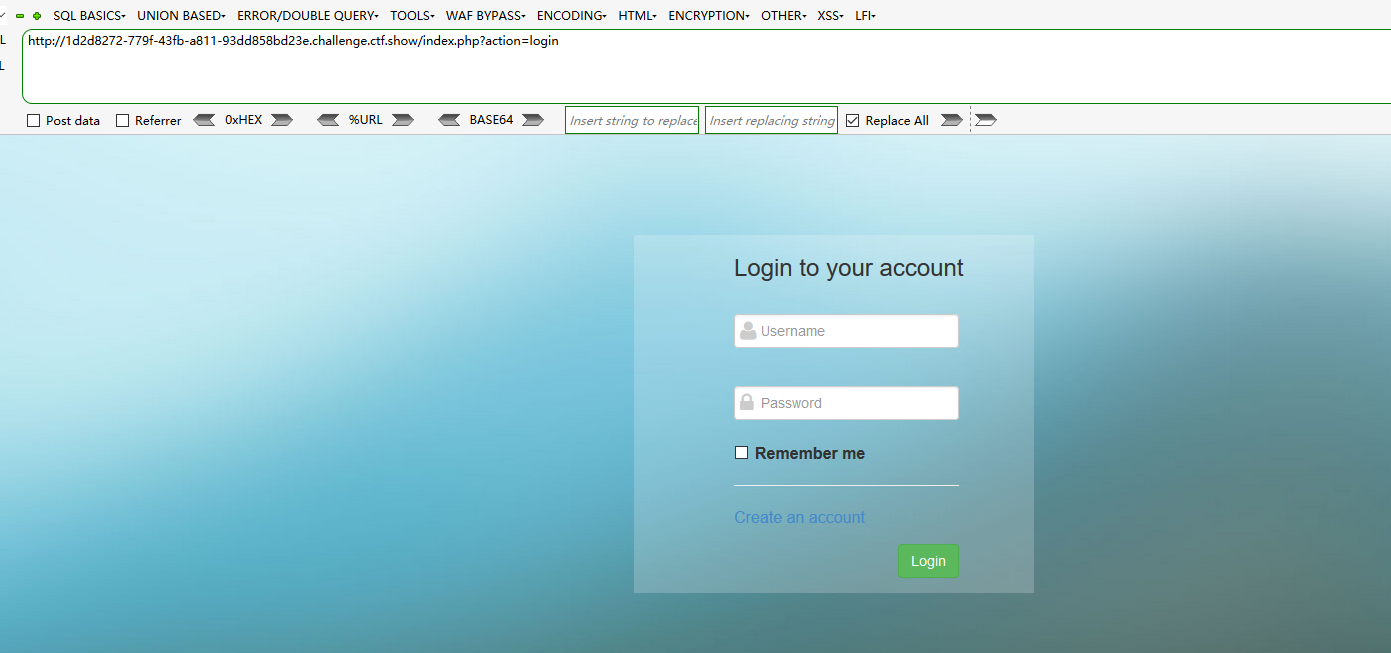 SQL BASICS▾ UNION BASED▾ ERROR/DOUBLE QUERY▾ TOOLS▾ WAF BYPASS▾ ENCODING▾ HTML▾ ENCRYPTION▾ OTHER▾ XSS▾ LFI▾
L http://1d2d8272-779f-43fb-a811-93dd858bd23e.challenge.ctf.show/index.php?action=login
L
Post data Referrer 0xHEX %URL BASE64 Insert string to replace Insert replacing string Replace All
Login to your account
Username
Password
Remember me
Create an account
Login